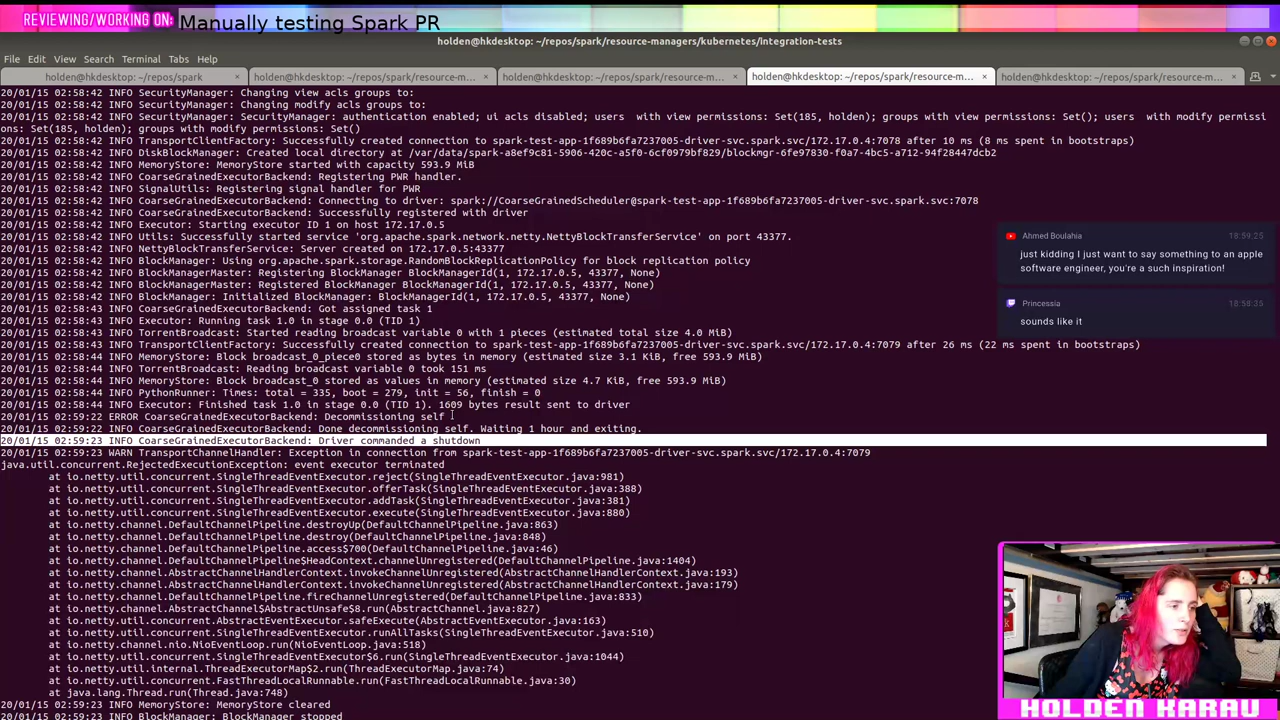 REVIEWING/WORKING ON: Manually testing Spark PR
holden@hkdesktop: ~/repos/spark/resource-managers/kubernetes/integration-tests
File Edit View Search Terminal Tabs Help
holden@hkdesktop: ~/repos/spark × holden@hkdesktop: ~/repos/spark/resource-m... × holden@hkdesktop: ~/repos/spark/resource-m... × holden@hkdesktop: ~/repos/spark/resource-m... × holden@hkdesktop: ~/repos/spark/resource-m... ×
20/01/15 02:58:42 INFO SecurityManager: Changing view acls groups to:
20/01/15 02:58:42 INFO SecurityManager: Changing modify acls groups to:
20/01/15 02:58:42 INFO SecurityManager: SecurityManager: authentication enabled; ui acls disabled; users  with view permissions: Set(185, holden); groups with view permissions: Set(); users  with modify permissi
ons: Set(185, holden); groups with modify permissions: Set()
20/01/15 02:58:42 INFO TransportClientFactory: Successfully created connection to spark-test-app-1f689b6fa7237005-driver-svc.spark.svc/172.17.0.4:7078 after 10 ms (8 ms spent in bootstraps)
20/01/15 02:58:42 INFO DiskBlockManager: Created local directory at /var/data/spark-a8ef9c81-5906-420c-a5f0-6cf0979bf829/blockmgr-6fe97830-f0a7-4bc5-a712-94f28447dcb2
20/01/15 02:58:42 INFO MemoryStore: MemoryStore started with capacity 593.9 MiB
20/01/15 02:58:42 INFO CoarseGrainedExecutorBackend: Registering PWR handler.
20/01/15 02:58:42 INFO SignalUtils: Registering signal handler for PWR
20/01/15 02:58:42 INFO CoarseGrainedExecutorBackend: Connecting to driver: spark://CoarseGrainedScheduler@spark-test-app-1f689b6fa7237005-driver-svc.spark.svc:7078
20/01/15 02:58:42 INFO CoarseGrainedExecutorBackend: Successfully registered with driver
20/01/15 02:58:42 INFO Executor: Starting executor ID 1 on host 172.17.0.5
20/01/15 02:58:42 INFO Utils: Successfully started service 'org.apache.spark.network.netty.NettyBlockTransferService' on port 43377.
20/01/15 02:58:42 INFO NettyBlockTransferService: Server created on 172.17.0.5:43377
20/01/15 02:58:42 INFO BlockManager: Using org.apache.spark.storage.RandomBlockReplicationPolicy for block replication policy
20/01/15 02:58:42 INFO BlockManagerMaster: Registering BlockManager BlockManagerId(1, 172.17.0.5, 43377, None)
20/01/15 02:58:42 INFO BlockManagerMaster: Registered BlockManager BlockManagerId(1, 172.17.0.5, 43377, None)
20/01/15 02:58:42 INFO BlockManager: Initialized BlockManager: BlockManagerId(1, 172.17.0.5, 43377, None)
20/01/15 02:58:43 INFO CoarseGrainedExecutorBackend: Got assigned task 1
20/01/15 02:58:43 INFO Executor: Running task 1.0 in stage 0.0 (TID 1)
20/01/15 02:58:43 INFO TorrentBroadcast: Started reading broadcast variable 0 with 1 pieces (estimated total size 4.0 MiB)
20/01/15 02:58:43 INFO TransportClientFactory: Successfully created connection to spark-test-app-1f689b6fa7237005-driver-svc.spark.svc/172.17.0.4:7079 after 26 ms (22 ms spent in bootstraps)
20/01/15 02:58:44 INFO MemoryStore: Block broadcast_0_piece0 stored as bytes in memory (estimated size 3.1 KiB, free 593.9 MiB)
20/01/15 02:58:44 INFO TorrentBroadcast: Reading broadcast variable 0 took 151 ms
20/01/15 02:58:44 INFO MemoryStore: Block broadcast_0 stored as values in memory (estimated size 4.7 KiB, free 593.9 MiB)
20/01/15 02:58:44 INFO PythonRunner: Times: total = 335, boot = 279, init = 56, finish = 0
20/01/15 02:58:44 INFO Executor: Finished task 1.0 in stage 0.0 (TID 1). 1609 bytes result sent to driver
20/01/15 02:59:22 ERROR CoarseGrainedExecutorBackend: Decommissioning self
20/01/15 02:59:22 INFO CoarseGrainedExecutorBackend: Done decommissioning self. Waiting 1 hour and exiting.
20/01/15 02:59:23 INFO CoarseGrainedExecutorBackend: Driver commanded a shutdown
20/01/15 02:59:23 WARN TransportChannelHandler: Exception in connection from spark-test-app-1f689b6fa7237005-driver-svc.spark.svc/172.17.0.4:7079
java.util.concurrent.RejectedExecutionException: event executor terminated
at io.netty.util.concurrent.SingleThreadEventExecutor.reject(SingleThreadEventExecutor.java:981)
at io.netty.util.concurrent.SingleThreadEventExecutor.offerTask(SingleThreadEventExecutor.java:388)
at io.netty.util.concurrent.SingleThreadEventExecutor.addTask(SingleThreadEventExecutor.java:381)
at io.netty.util.concurrent.SingleThreadEventExecutor.execute(SingleThreadEventExecutor.java:880)
at io.netty.channel.DefaultChannelPipeline.destroyUp(DefaultChannelPipeline.java:863)
at io.netty.channel.DefaultChannelPipeline.destroy(DefaultChannelPipeline.java:848)
at io.netty.channel.DefaultChannelPipeline.access$700(DefaultChannelPipeline.java:46)
at io.netty.channel.DefaultChannelPipeline$HeadContext.channelUnregistered(DefaultChannelPipeline.java:1404)
at io.netty.channel.AbstractChannelHandlerContext.invokeChannelUnregistered(AbstractChannelHandlerContext.java:193)
at io.netty.channel.AbstractChannelHandlerContext.invokeChannelUnregistered(AbstractChannelHandlerContext.java:179)
at io.netty.channel.DefaultChannelPipeline.fireChannelUnregistered(DefaultChannelPipeline.java:833)
at io.netty.channel.AbstractChannel$AbstractUnsafe$8.run(AbstractChannel.java:827)
at io.netty.util.concurrent.AbstractEventExecutor.safeExecute(AbstractEventExecutor.java:163)
at io.netty.util.concurrent.SingleThreadEventExecutor.runAllTasks(SingleThreadEventExecutor.java:510)
at io.netty.channel.nio.NioEventLoop.run(NioEventLoop.java:518)
at io.netty.util.concurrent.SingleThreadEventExecutor$6.run(SingleThreadEventExecutor.java:1044)
at io.netty.util.internal.ThreadExecutorMap$2.run(ThreadExecutorMap.java:74)
at io.netty.util.concurrent.FastThreadLocalRunnable.run(FastThreadLocalRunnable.java:30)
at java.lang.Thread.run(Thread.java:748)
20/01/15 02:59:23 INFO MemoryStore: MemoryStore cleared
20/01/15 02:59:23 INFO BlockManager: BlockManager stopped
Ahmed Boulahia 18:59:25
just kidding I just want to say something to an apple
software engineer, you're a such inspiration!
Princessia 18:58:35
sounds like it
HOLDEN KARAU